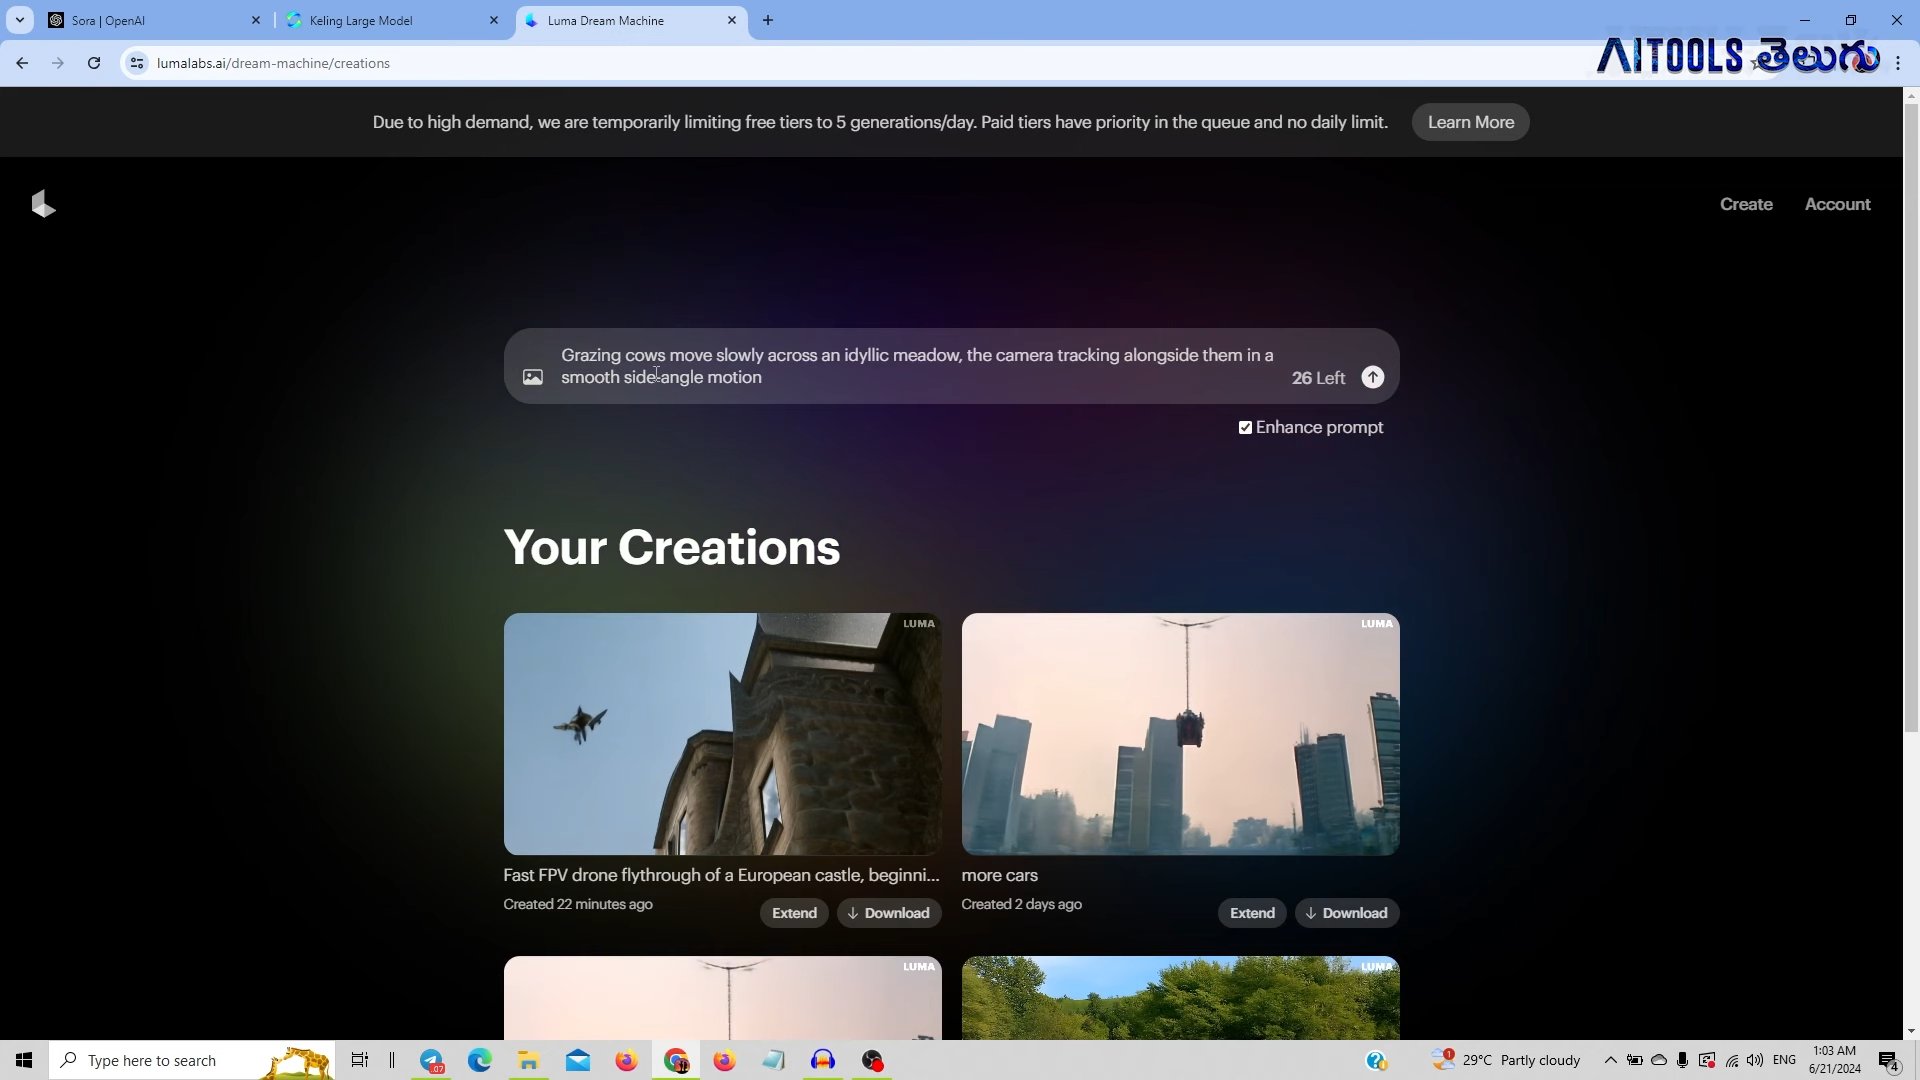 Sora | OpenAI
Keling Large Model
Luma Dream Machine
lumalabs.ai/dream-machine/creations
AITOOLS తెలుగు
Due to high demand, we are temporarily limiting free tiers to 5 generations/day. Paid tiers have priority in the queue and no daily limit.
Learn More
Create
Account
Grazing cows move slowly across an idyllic meadow, the camera tracking alongside them in a
smooth side-angle motion
26 Left
Enhance prompt
Your Creations
LUMA
LUMA
Fast FPV drone flythrough of a European castle, beginni...
more cars
Created 22 minutes ago
Extend
Download
Created 2 days ago
Extend
Download
LUMA
LUMA
Type here to search
.07
1
29°C Partly cloudy
ENG
1:03 AM
6/21/2024
4